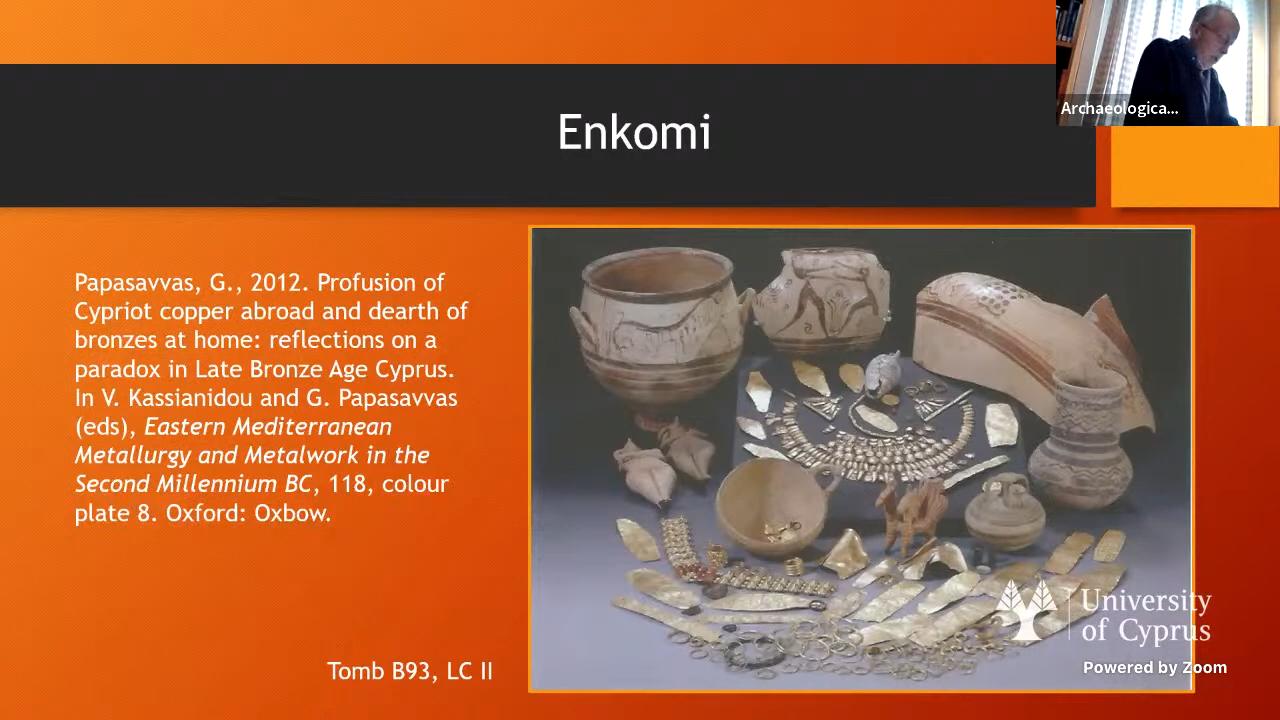 Archaeologica...
Enkomi
Papasavvas, G., 2012. Profusion of
Cypriot copper abroad and dearth of
bronzes at home: reflections on a
paradox in Late Bronze Age Cyprus.
In V. Kassianidou and G. Papasavvas
(eds), Eastern Mediterranean
Metallurgy and Metalwork in the
Second Millennium BC, 118, colour
plate 8. Oxford: Oxbow.
Tomb B93, LC II
University
of Cyprus
Powered by Zoom